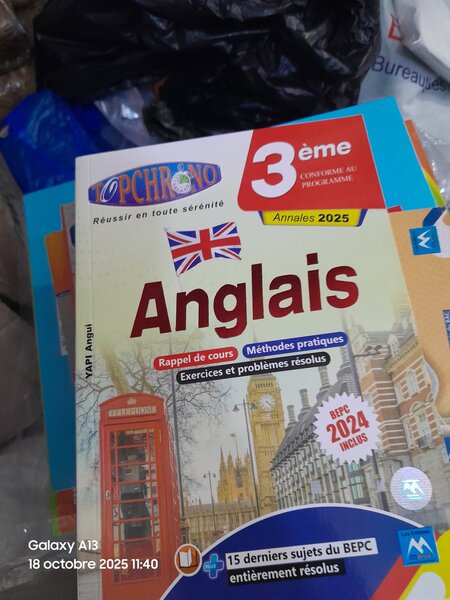 Bureautiques
TOPCHRONO
Réussir en toute sérénité
3ème
CONFORME AU
PROGRAMME
Annales 2025
Anglais
YAPI Angui
Rappel de cours
Méthodes pratiques
Exercices et problèmes résolus
TELEPHONE
BEPC
2024
INCLUS
PLUS
15 derniers sujets du BEPC
entièrement résolus
Galaxy A13
18 octobre 2025 11:40